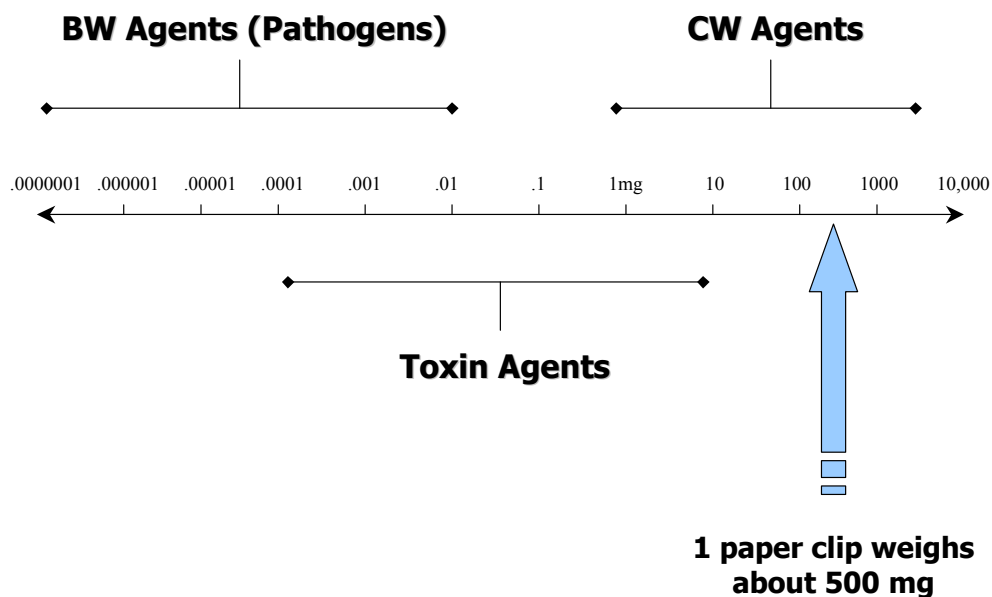 BW Agents (Pathogens) CW Agents
.0000001 .000001 .00001 .0001 .001 .01 .1 1mg 10 100 1000 10,000
Toxin Agents
1 paper clip weighs
about 500 mg